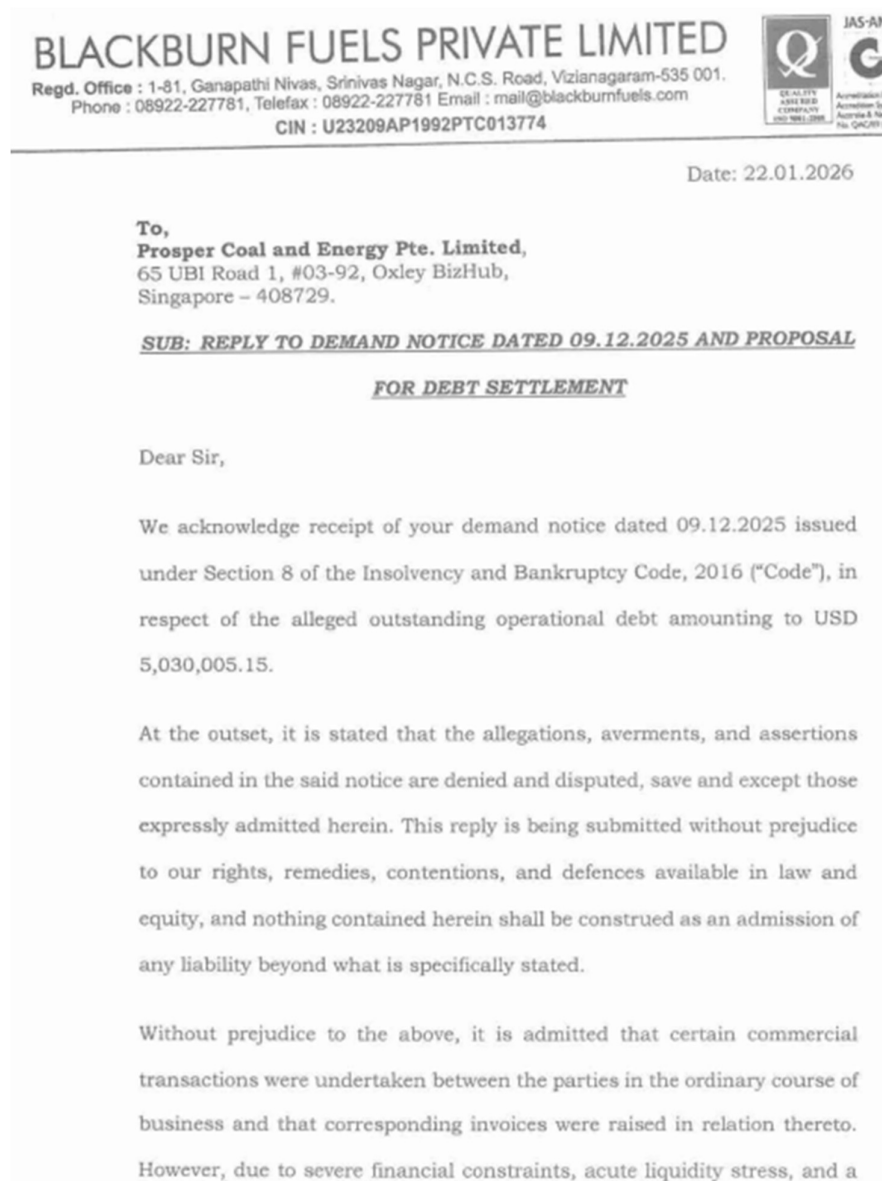 BLACKBURN FUELS PRIVATE LIMITED
Regd. Office : 1-81, Ganapathi Nivas, Srinivas Nagar, N.C.S. Road, Vizianagaram-535 001.
Phone : 08922-227781, Telefax : 08922-227781 Email : mail@blackburnfuels.com
CIN : U23209AP1992PTC013774
Q
QUALITY
ASSURED
COMPANY
ISO 9001:2008
JAS-AN
Date: 22.01.2026
To,
Prosper Coal and Energy Pte. Limited,
65 UBI Road 1, #03-92, Oxley BizHub,
Singapore – 408729.
SUB: REPLY TO DEMAND NOTICE DATED 09.12.2025 AND PROPOSAL
FOR DEBT SETTLEMENT
Dear Sir,
We acknowledge receipt of your demand notice dated 09.12.2025 issued
under Section 8 of the Insolvency and Bankruptcy Code, 2016 (“Code”), in
respect of the alleged outstanding operational debt amounting to USD
5,030,005.15.
At the outset, it is stated that the allegations, averments, and assertions
contained in the said notice are denied and disputed, save and except those
expressly admitted herein. This reply is being submitted without prejudice
to our rights, remedies, contentions, and defences available in law and
equity, and nothing contained herein shall be construed as an admission of
any liability beyond what is specifically stated.
Without prejudice to the above, it is admitted that certain commercial
transactions were undertaken between the parties in the ordinary course of
business and that corresponding invoices were raised in relation thereto.
However, due to severe financial constraints, acute liquidity stress, and a